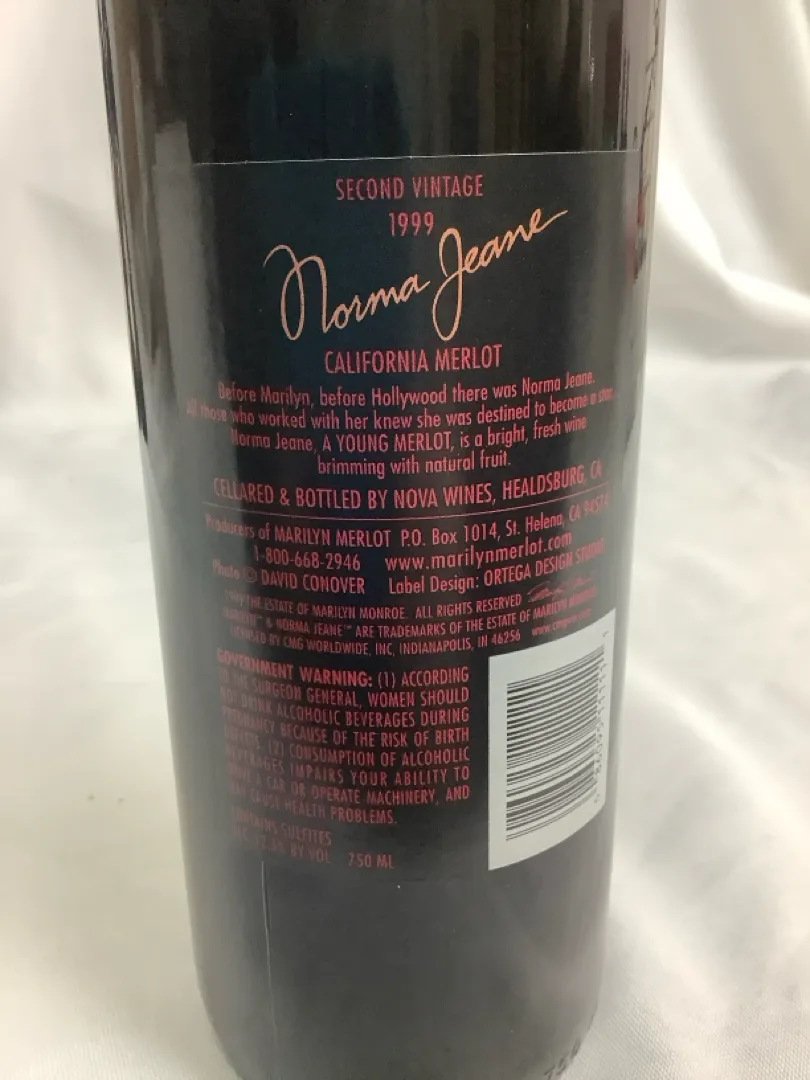 SECOND VINTAGE
1999
Norma Jeane
CALIFORNIA MERLOT
Before Marilyn, before Hollywood there was Norma Jeane.
All those who worked with her knew she was destined to become a star.
Norma Jeane, A YOUNG MERLOT, is a bright, fresh wine
brimming with natural fruit.
CELLARED & BOTTLED BY NOVA WINES, HEALDSBURG, CA
Producers of MARILYN MERLOT P.O. Box 1014, St. Helena, CA 94574
1-800-668-2946 www.marilynmerlot.com
Photo © DAVID CONOVER Label Design: ORTEGA DESIGN STUDIO
THE ESTATE OF MARILYN MONROE. ALL RIGHTS RESERVED
MARILYN™ & NORMA JEANE™ ARE TRADEMARKS OF THE ESTATE OF MARILYN MONROE
LICENSED BY CMG WORLDWIDE, INC, INDIANAPOLIS, IN 46256
GOVERNMENT WARNING: (1) ACCORDING
TO THE SURGEON GENERAL, WOMEN SHOULD
NOT DRINK ALCOHOLIC BEVERAGES DURING
PREGNANCY BECAUSE OF THE RISK OF BIRTH
DEFECTS. (2) CONSUMPTION OF ALCOHOLIC
BEVERAGES IMPAIRS YOUR ABILITY TO
DRIVE A CAR OR OPERATE MACHINERY, AND
MAY CAUSE HEALTH PROBLEMS.
CONTAINS SULFITES
BY VOL 750 ML